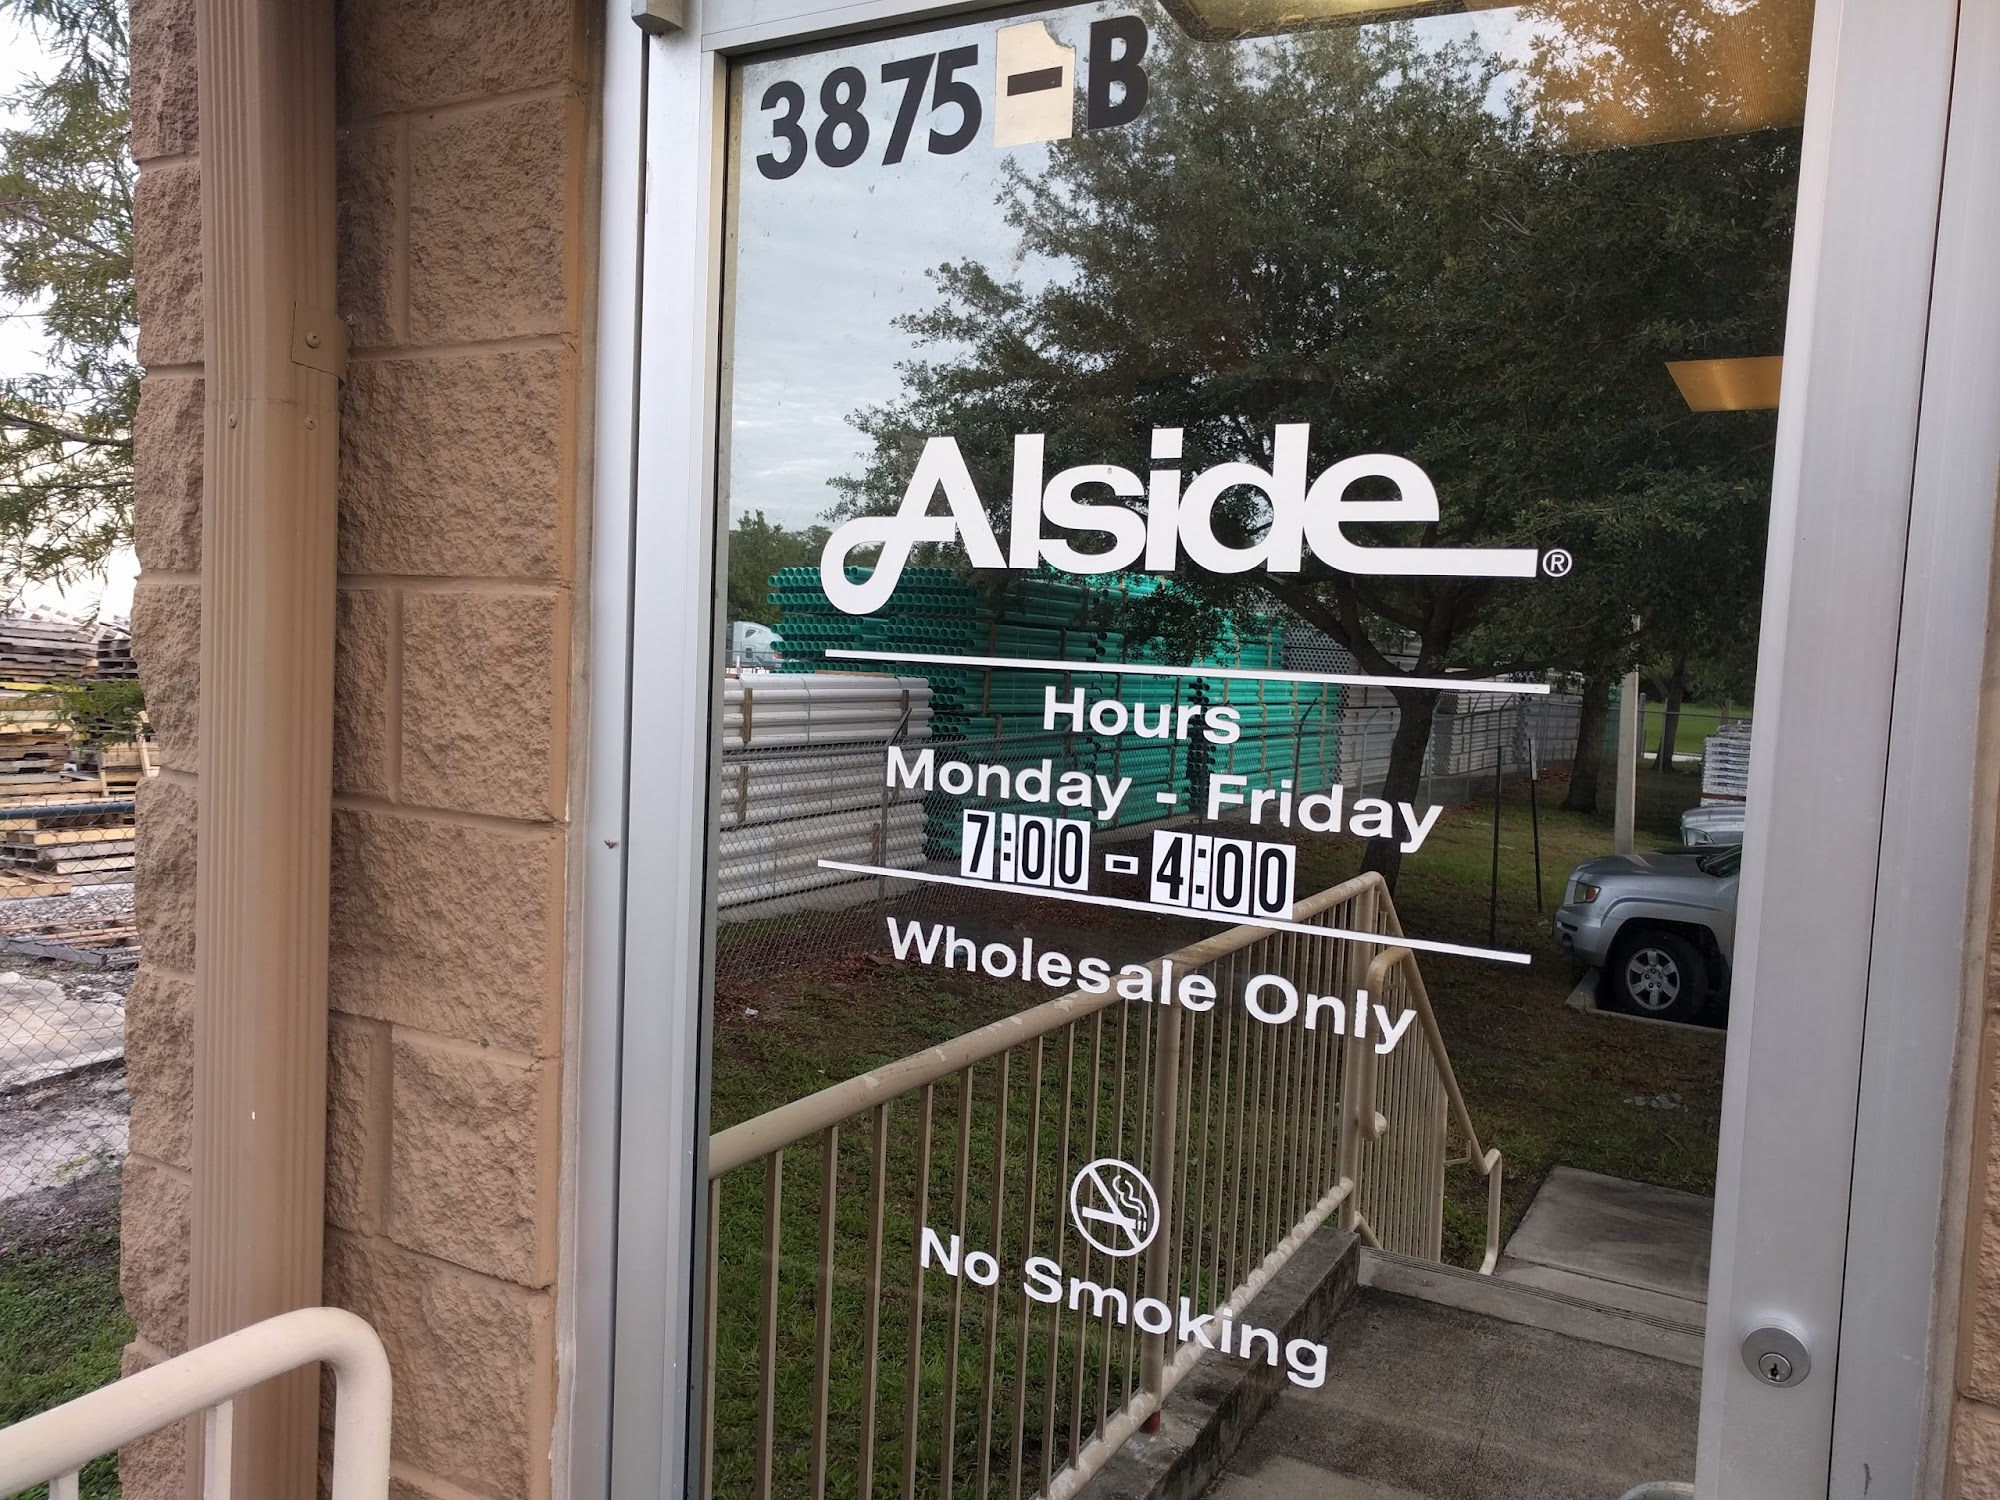 3875-B
Alside®
Hours
Monday - Friday
7:00 - 4:00
Wholesale Only
No Smoking